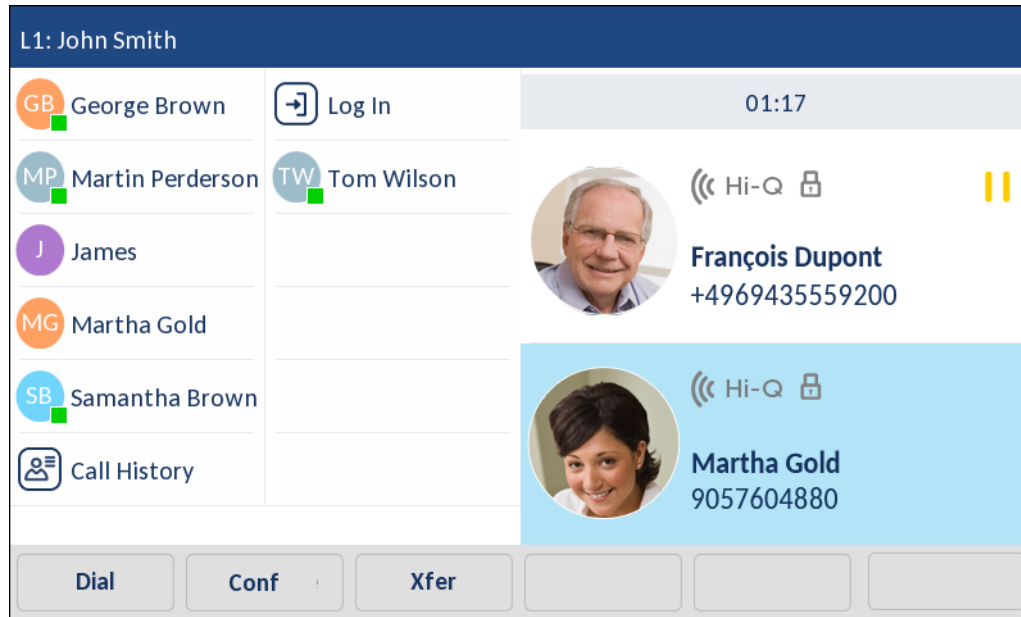 L1: John Smith
GB George Brown
MP Martin Perderson
J James
MG Martha Gold
SB Samantha Brown
Call History
Log In
TW Tom Wilson
01:17
Hi-Q
François Dupont
+4969435559200
Hi-Q
Martha Gold
9057604880
Dial Conf Xfer